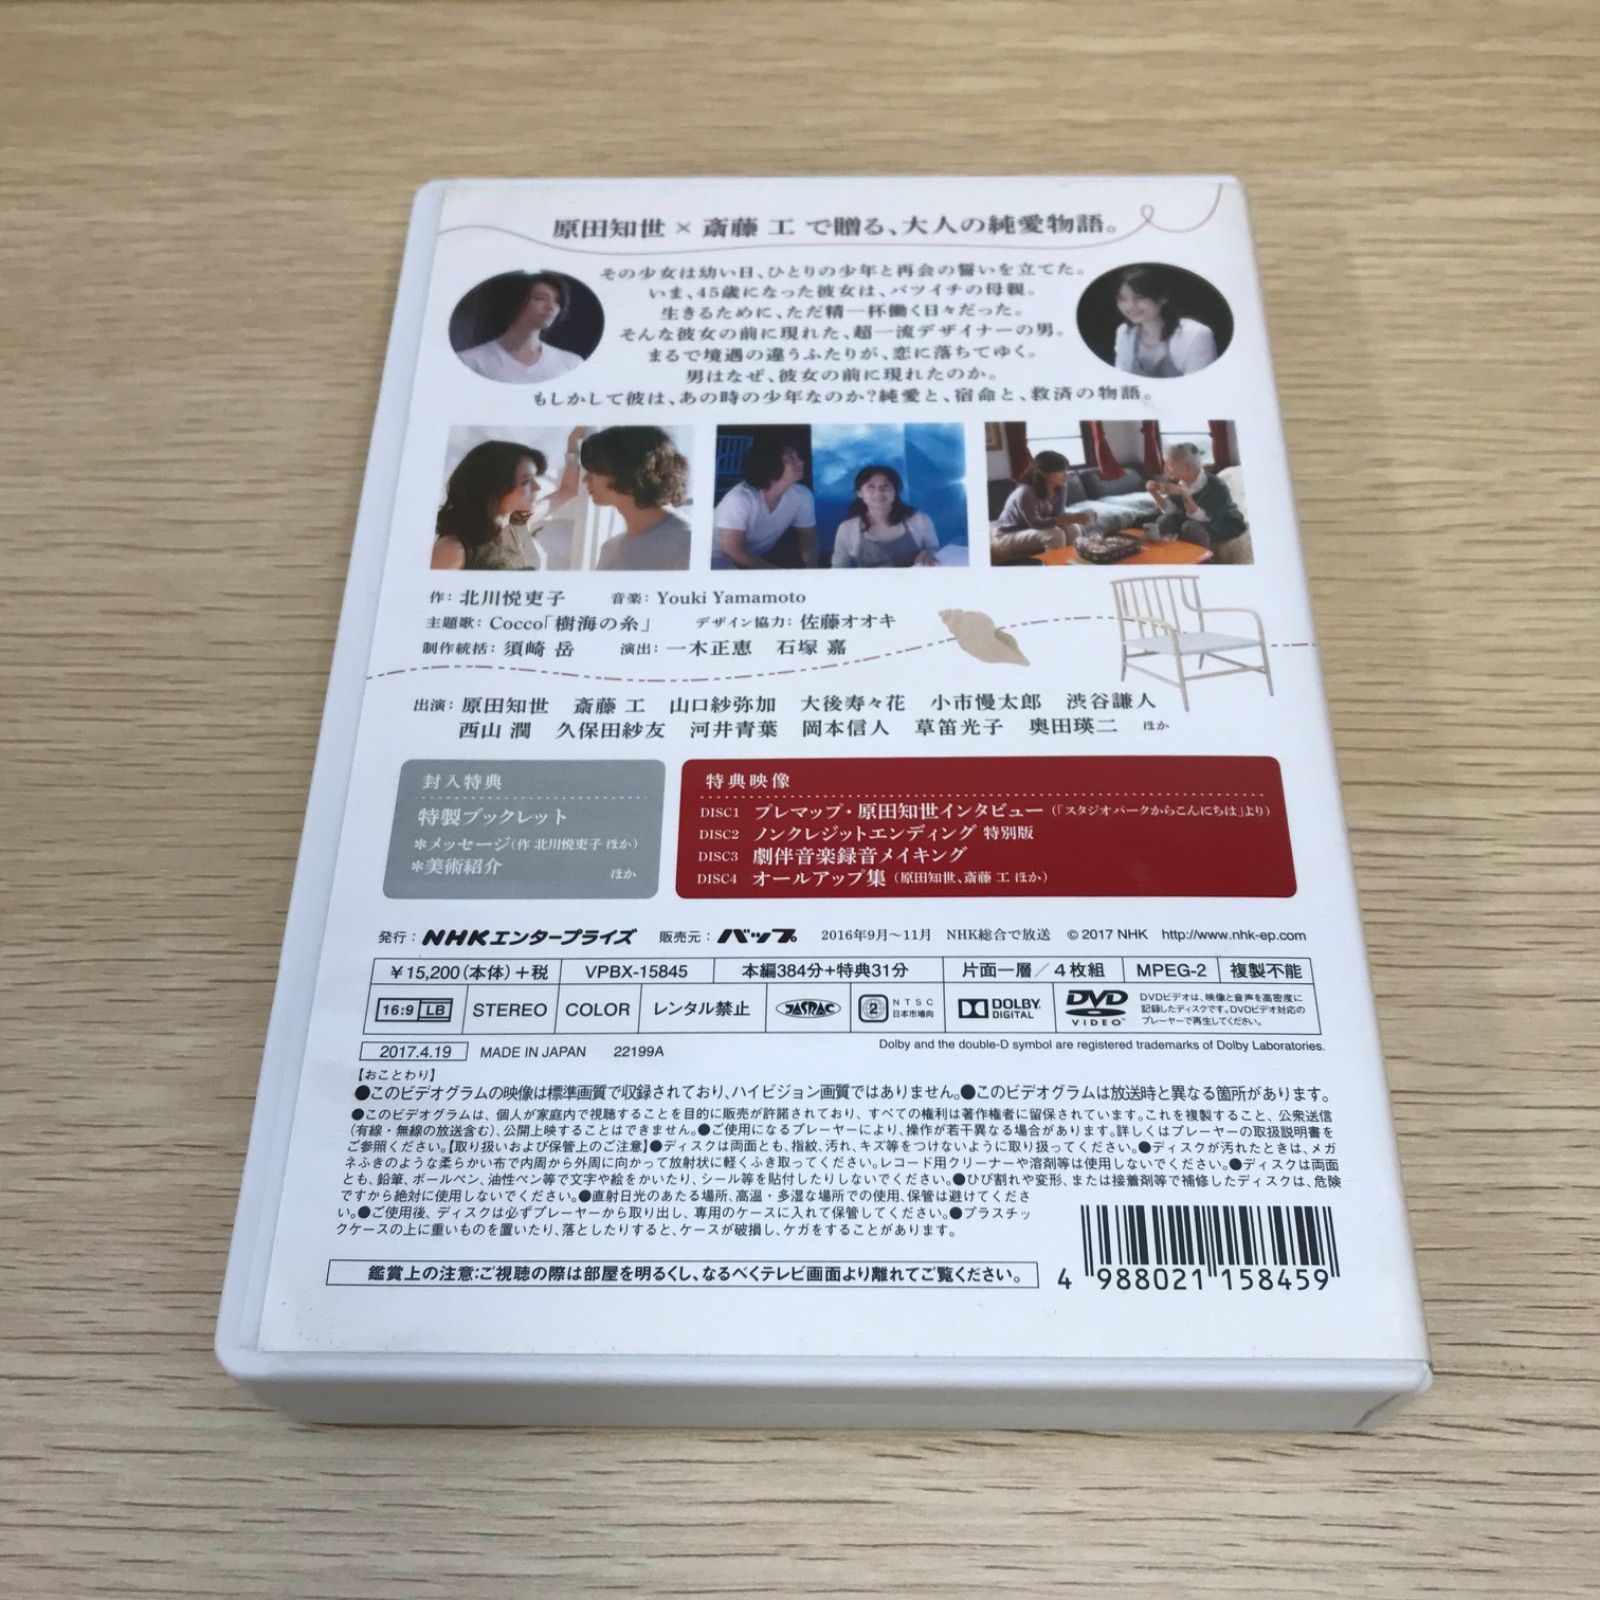 原田知世 × 斎藤 工 で贈る、大人の純愛物語。
その少女は幼い日、ひとりの少年と再会の誓いを立てた。
いま、45歳になった彼女は、バツイチの母親。
生きるために、ただ精一杯働く日々だった。
そんな彼女の前に現れた、超一流デザイナーの男。
まるで境遇の違うふたりが、恋に落ちてゆく。
男はなぜ、彼女の前に現れたのか。
もしかして彼は、あの時の少年なのか?純愛と、宿命と、救済の物語。
作: 北川悦吏子 音楽: Youki Yamamoto
主題歌: Cocco「樹海の糸」 デザイン協力: 佐藤オオキ
制作統括: 須崎 岳 演出: 一木正恵 石塚 嘉
出演: 原田知世 斎藤 工 山口紗弥加 大後寿々花 小市慢太郎 渋谷謙人
西山 潤 久保田紗友 河井青葉 岡本信人 草笛光子 奥田瑛二 ほか
封入特典
特製ブックレット
*メッセージ(作 北川悦吏子 ほか)
*美術紹介 ほか
特典映像
DISC1 プレマップ・原田知世インタビュー(「スタジオパークからこんにちは」より)
DISC2 ノンクレジットエンディング 特別版
DISC3 劇伴音楽録音メイキング
DISC4 オールアップ集(原田知世、斎藤 工 ほか)
発行: NHKエンタープライズ 販売元: バップ 2016年9月〜11月 NHK総合で放送 © 2017 NHK http://www.nhk-ep.com
¥15,200(本体)+税 VPBX-15845 本編384分+特典31分 片面一層/4枚組 MPEG-2 複製不能
16:9 LB STEREO COLOR レンタル禁止 JASRAC 2 NTSC 日本市場向 DOLBY DIGITAL DVD VIDEO DVDビデオは、映像と音声を高密度に
記録したディスクです。DVDビデオ対応の
プレーヤーで再生してください。
2017.4.19 MADE IN JAPAN 22199A Dolby and the double-D symbol are registered trademarks of Dolby Laboratories.
【おことわり】
●このビデオグラムの映像は標準画質で収録されており、ハイビジョン画質ではありません。●このビデオグラムは放送時と異なる箇所があります。
●このビデオグラムは、個人が家庭内で視聴することを目的に販売が許諾されており、すべての権利は著作権者に留保されています。これを複製すること、公衆送信
(有線・無線の放送含む)、公開上映することはできません。●ご使用になるプレーヤーにより、操作が若干異なる場合があります。詳しくはプレーヤーの取扱説明書を
ご参照ください。【取り扱いおよび保管上のご注意】●ディスクは両面とも、指紋、汚れ、キズ等をつけないように取り扱ってください。●ディスクが汚れたときは、メガ
ネふきのような柔らかい布で内周から外周に向かって放射状に軽くふき取ってください。レコード用クリーナーや溶剤等は使用しないでください。●ディスクは両面
とも、鉛筆、ボールペン、油性ペン等で文字や絵をかいたり、シール等を貼付したりしないでください。●ひび割れや変形、または接着剤等で補修したディスクは、危険
ですから絶対に使用しないでください。●直射日光のあたる場所、高温・多湿な場所での使用、保管は避けてくださ
い。●ご使用後、ディスクは必ずプレーヤーから取り出し、専用のケースに入れて保管してください。●プラスチッ
クケースの上に重いものを置いたり、落としたりすると、ケースが破損し、ケガをすることがあります。
鑑賞上の注意:ご視聴の際は部屋を明るくし、なるべくテレビ画面より離れてご覧ください。
4 988021 158459